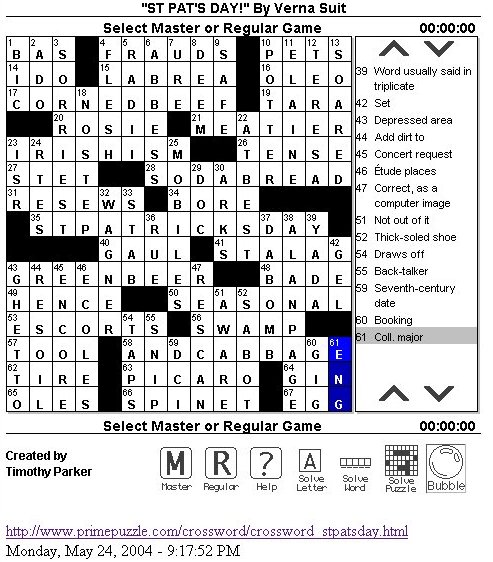 "ST PAT'S DAY!" By Verna Suit
Select Master or Regular Game 00:00:00
1 2 3 4 5 6 7 8 9 10 11 12 13
B A S F R A U D S P E T S
14 15 16
I D O L A B R E A O L E O
17 18 19
C O R N E D B E E F T A R A
20 21 22
R O S I E M E A T I E R
23 24 25 26
I R I S H I S M T E N S E
27 28 29 30
S T E T S O D A B R E A D
31 32 33 34
R E S E W S B O R E
35 36 37 38 39
S T P A T R I C K S D A Y
40 41 42
G A U L S T A L A G
43 44 45 46 47 48
G R E E N B E E R B A D E
49 50 51 52
H E N C E S E A S O N A L
53 54 55 56
E S C O R T S S W A M P
57 58 59 60 61
T O O L A N D C A B B A G E
62 63 64
T I R E P I C A R O G I N
65 66 67
O L E S S P I N E T E G G
39 Word usually said in
triplicate
42 Set
43 Depressed area
44 Add dirt to
45 Concert request
46 Étude places
47 Correct, as a
computer image
51 Not out of it
52 Thick-soled shoe
54 Draws off
55 Back-talker
59 Seventh-century
date
60 Booking
61 Coll. major
Select Master or Regular Game 00:00:00
Created by
Timothy Parker
M R ? A
Master Regular Help Solve Letter Solve Word Solve Puzzle Bubble
http://www.primepuzzle.com/crossword/crossword_stpatsday.html
Monday, May 24, 2004 - 9:17:52 PM